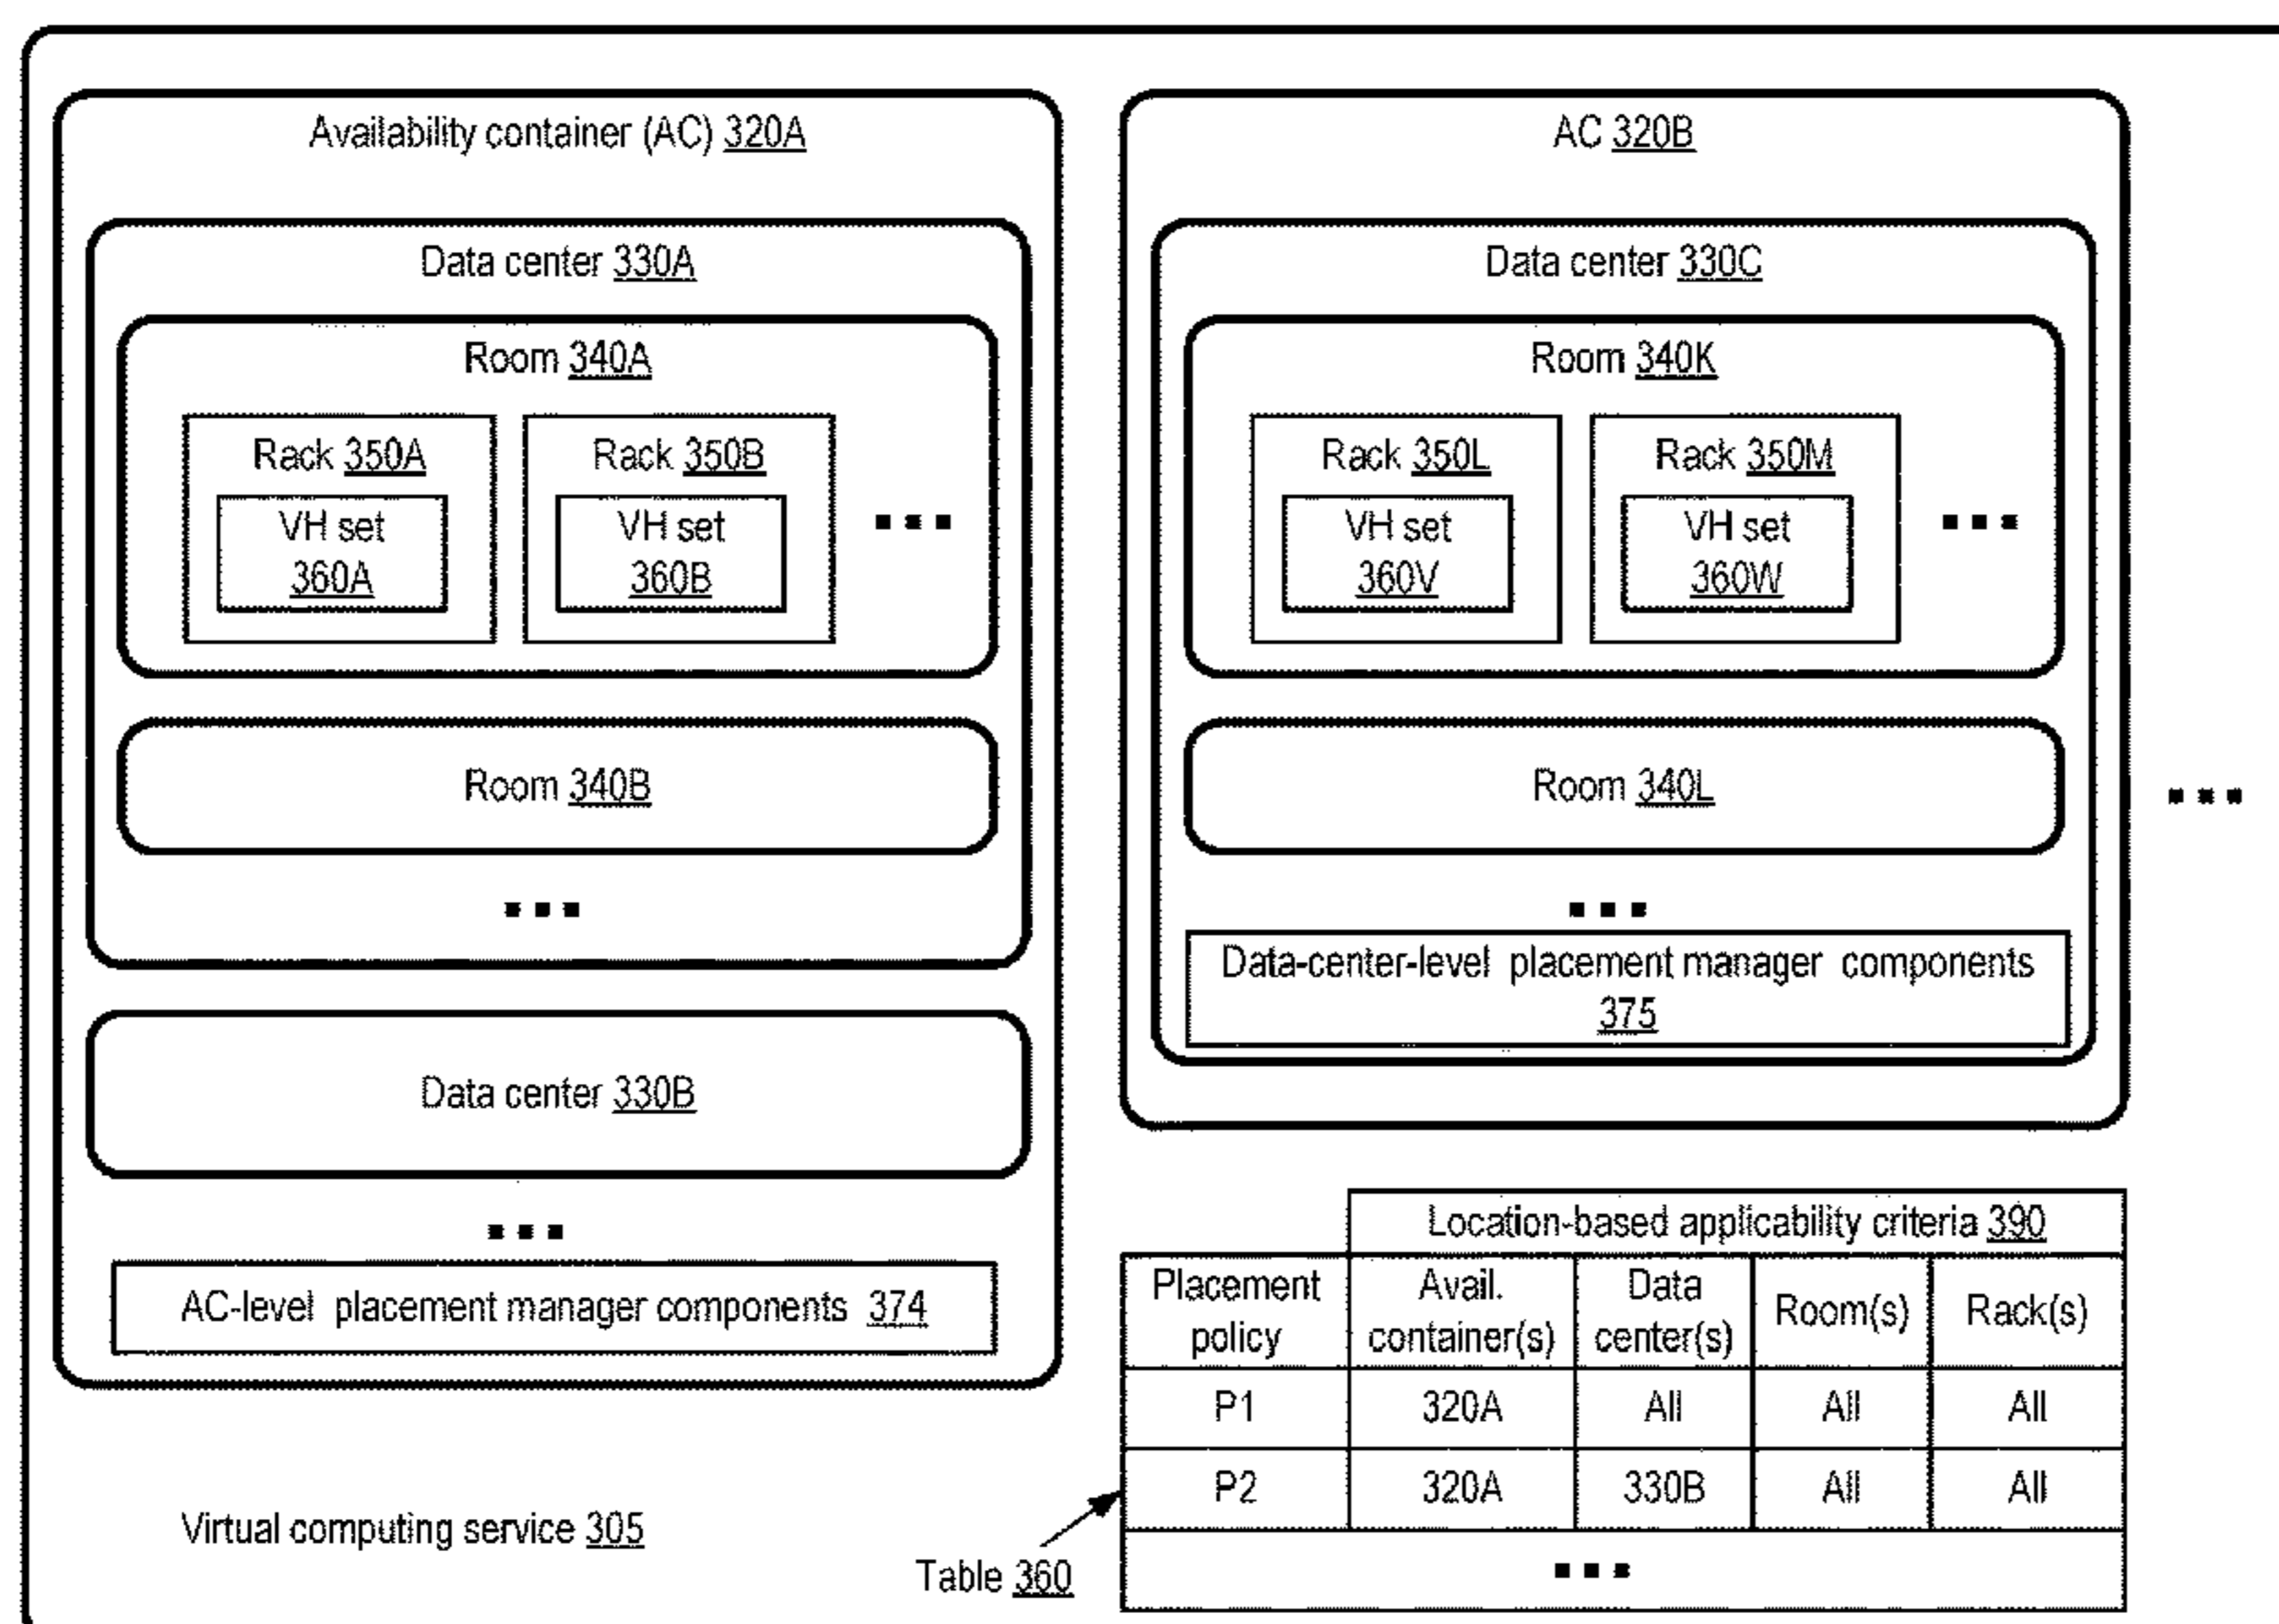 Availability container (AC) 320A
Data center 330A
Room 340A
Rack 350A
VH set
360A
Rack 350B
VH set
360B
...
Room 340B
...
Data center 330B
...
AC-level placement manager components 374
AC 320B
Data center 330C
Room 340K
Rack 350L
VH set
360V
Rack 350M
VH set
360W
...
Room 340L
...
Data-center-level placement manager components
375
...
Virtual computing service 305
Table 360
Location-based applicability criteria 390
Placement policy Avail. container(s) Data center(s) Room(s) Rack(s)
P1 320A All All All
P2 320A 330B All All
...